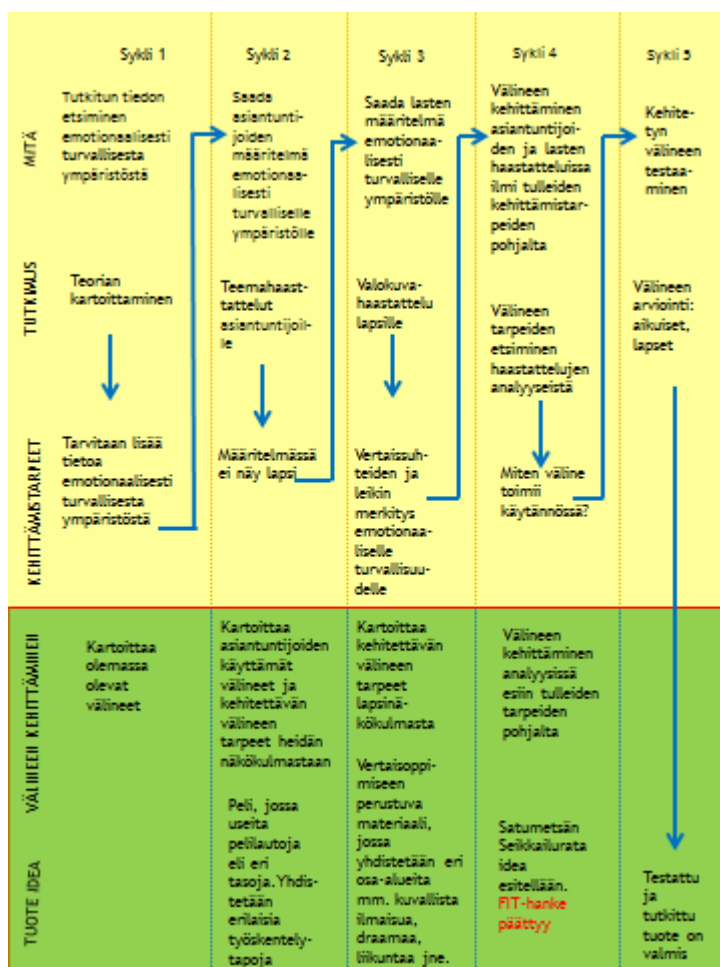 Sykli 1
Sykli 2
Sykli 3
Sykli 4
Sykli 5
MITÄ
Tutkitun tiedon
etsiminen
emotionaalisesti
turvallisesta
ympäristöstä
Saada
asiantunti-
joiden
määritelmä
emotionaa-
lisesti
turvalliselle
ympäristölle
Saada lasten
määritelmä
emotionaa-
lisesti
turvalliselle
ympäristölle
Välineen
kehittäminen
asiantuntijoi-
den ja lasten
haastatteluissa
ilmi tulleiden
kehittämistar-
peiden
pohjalta
Kehite-
tyn
välineen
testaa-
minen
TUTKIMUS
Teorian
kartoittaminen
Teemahaast-
tattelut
asiantuntijoil-
le
Valokuva-
haastattelu
lapsille
Välineen
tarpeiden
etsiminen
haastattelujen
analyyseistä
Välineen
arviointi:
aikuiset,
lapset
KEHITTÄMISTARPEET
Tarvitaan lisää
tietoa
emotionaalisesti
turvallisesta
ympäristöstä
Määritelmässä
ei näy lapsi
Vertaissuh-
teiden ja
leikin
merkitys
emotionaa-
liselle
turvallisuu-
delle
Miten väline
toimii
käytännössä?
VÄLINEEN KEHITTÄMINEN
Kartoittaa
olemassa
olevat
välineet
Kartoittaa
asiantuntijoiden
käyttämät
välineet ja
kehitettävän
välineen
tarpeet heidän
näkökulmastaan
Kartoittaa
kehitettävän
välineen
tarpeet
lapsinä-
kökulmasta
Välineen
kehittäminen
analyysissä
esiin tulleiden
tarpeiden
pohjalta
TUOTE IDEA
Peli, jossa
useita
pelilautoja
eli eri
tasoja.Yhdis-
tetään
erilaisia
työskentely-
tapoja
Vertaisoppi-
miseen
perustuva
materiaali,
jossa
yhdistetään eri
osa-alueita
mm. kuvallista
ilmaisua,
draamaa,
liikuntaa jne.
Satumetsän
Seikkailurata
idea
esitellään.
FIT-hanke
päättyy
Testattu
ja
tutkittu
tuote on
valmis